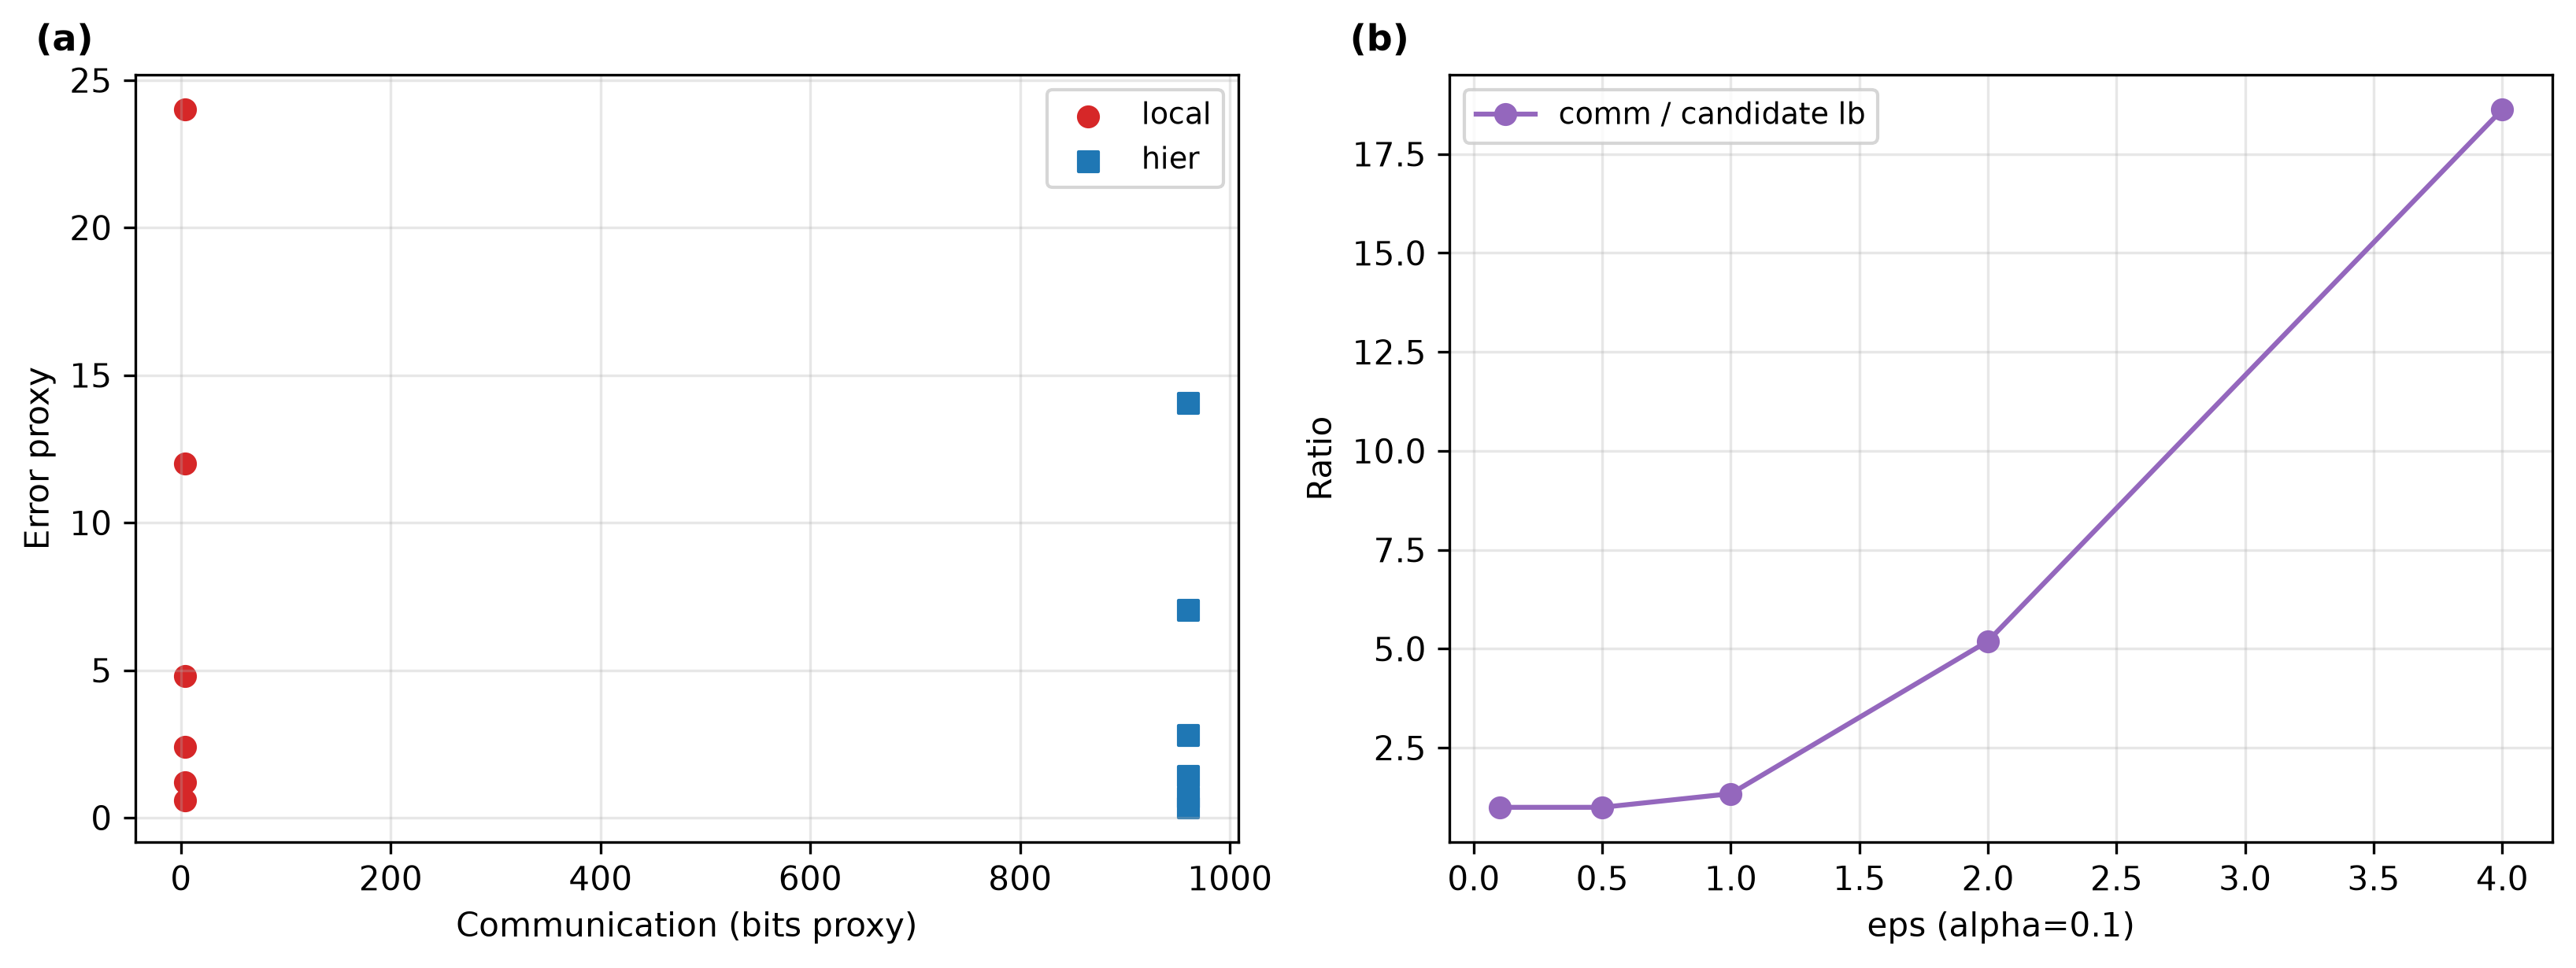 (a)
25
20
15
10
5
0
Error proxy
local
hier
0 200 400 600 800 1000
Communication (bits proxy)
(b)
17.5
15.0
12.5
10.0
7.5
5.0
2.5
Ratio
comm / candidate lb
0.0 0.5 1.0 1.5 2.0 2.5 3.0 3.5 4.0
eps (alpha=0.1)